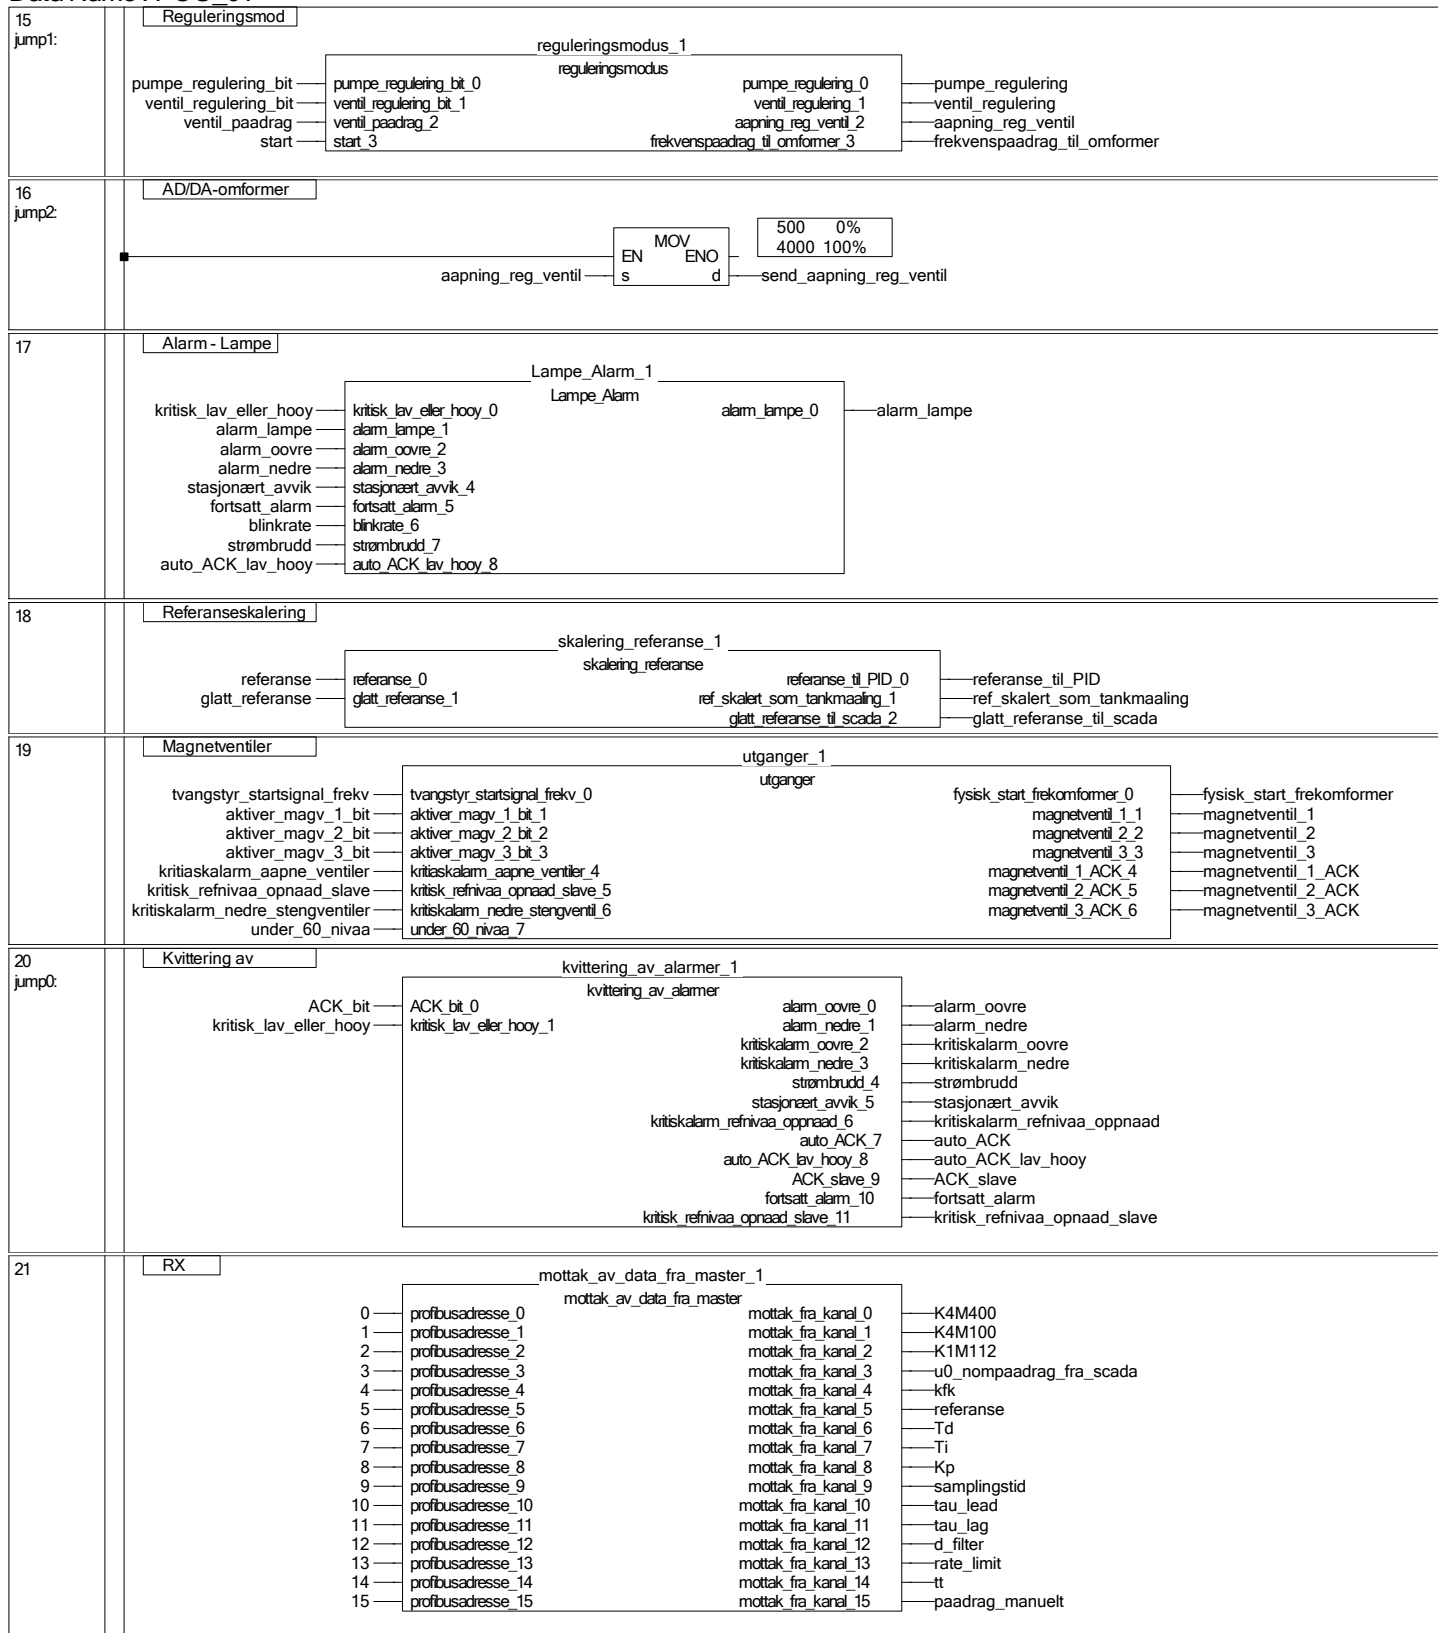 15
jump1:
Reguleringsmod
reguleringsmodus_1
reguleringsmodus
pumpe_regulering_bit pumpe_regulering_bit_0 pumpe_regulering_0 pumpe_regulering
ventil_regulering_bit ventil_regulering_bit_1 ventil_regulering_1 ventil_regulering
ventil_paadrag ventil_paadrag_2 aapning_reg_ventil_2 aapning_reg_ventil
start start_3 frekvenspaadrag_til_omformer_3 frekvenspaadrag_til_omformer
16
jump2:
AD/DA-omformer
500 0%
4000 100%
MOV
EN ENO
aapning_reg_ventil s d send_aapning_reg_ventil
17
Alarm - Lampe
Lampe_Alarm_1
Lampe_Alarm
kritisk_lav_eller_hooy kritisk_lav_eller_hooy_0 alarm_lampe_0 alarm_lampe
alarm_lampe alarm_lampe_1
alarm_oovre alarm_oovre_2
alarm_nedre alarm_nedre_3
stasjonært_avvik stasjonært_avvik_4
fortsatt_alarm fortsatt_alarm_5
blinkrate blinkrate_6
strømbrudd strømbrudd_7
auto_ACK_lav_hooy auto_ACK_lav_hooy_8
18
Referanseskalering
skalering_referanse_1
skalering_referanse
referanse referanse_0 referanse_til_PID_0 referanse_til_PID
glatt_referanse glatt_referanse_1 ref_skalert_som_tankmaaling_1 ref_skalert_som_tankmaaling
glatt_referanse_til_scada_2 glatt_referanse_til_scada
19
Magnetventiler
utganger_1
utganger
tvangstyr_startsignal_frekv tvangstyr_startsignal_frekv_0 fysisk_start_frekomformer_0 fysisk_start_frekomformer
aktiver_magv_1_bit aktiver_magv_1_bit_1 magnetventil_1_1 magnetventil_1
aktiver_magv_2_bit aktiver_magv_2_bit_2 magnetventil_2_2 magnetventil_2
aktiver_magv_3_bit aktiver_magv_3_bit_3 magnetventil_3_3 magnetventil_3
kritiaskalarm_aapne_ventiler kritiaskalarm_aapne_ventiler_4 magnetventil_1_ACK_4 magnetventil_1_ACK
kritisk_refnivaa_opnaad_slave kritisk_refnivaa_opnaad_slave_5 magnetventil_2_ACK_5 magnetventil_2_ACK
kritiskalarm_nedre_stengventiler kritiskalarm_nedre_stengventil_6 magnetventil_3_ACK_6 magnetventil_3_ACK
under_60_nivaa under_60_nivaa_7
20
jump0:
Kvittering av
kvittering_av_alarmer_1
kvittering_av_alarmer
ACK_bit ACK_bit_0 alarm_oovre_0 alarm_oovre
kritisk_lav_eller_hooy kritisk_lav_eller_hooy_1 alarm_nedre_1 alarm_nedre
kritiskalarm_oovre_2 kritiskalarm_oovre
kritiskalarm_nedre_3 kritiskalarm_nedre
strømbrudd_4 strømbrudd
stasjonært_avvik_5 stasjonært_avvik
kritiskalarm_refnivaa_oppnaad_6 kritiskalarm_refnivaa_oppnaad
auto_ACK_7 auto_ACK
auto_ACK_lav_hooy_8 auto_ACK_lav_hooy
ACK_slave_9 ACK_slave
fortsatt_alarm_10 fortsatt_alarm
kritisk_refnivaa_opnaad_slave_11 kritisk_refnivaa_opnaad_slave
21
RX
mottak_av_data_fra_master_1
mottak_av_data_fra_master
0 profibusadresse_0 mottak_fra_kanal_0 K4M400
1 profibusadresse_1 mottak_fra_kanal_1 K4M100
2 profibusadresse_2 mottak_fra_kanal_2 K1M112
3 profibusadresse_3 mottak_fra_kanal_3 u0_nompaadrag_fra_scada
4 profibusadresse_4 mottak_fra_kanal_4 kfk
5 profibusadresse_5 mottak_fra_kanal_5 referanse
6 profibusadresse_6 mottak_fra_kanal_6 Td
7 profibusadresse_7 mottak_fra_kanal_7 Ti
8 profibusadresse_8 mottak_fra_kanal_8 Kp
9 profibusadresse_9 mottak_fra_kanal_9 samplingstid
10 profibusadresse_10 mottak_fra_kanal_10 tau_lead
11 profibusadresse_11 mottak_fra_kanal_11 tau_lag
12 profibusadresse_12 mottak_fra_kanal_12 d_filter
13 profibusadresse_13 mottak_fra_kanal_13 rate_limit
14 profibusadresse_14 mottak_fra_kanal_14 tt
15 profibusadresse_15 mottak_fra_kanal_15 paadrag_manuelt